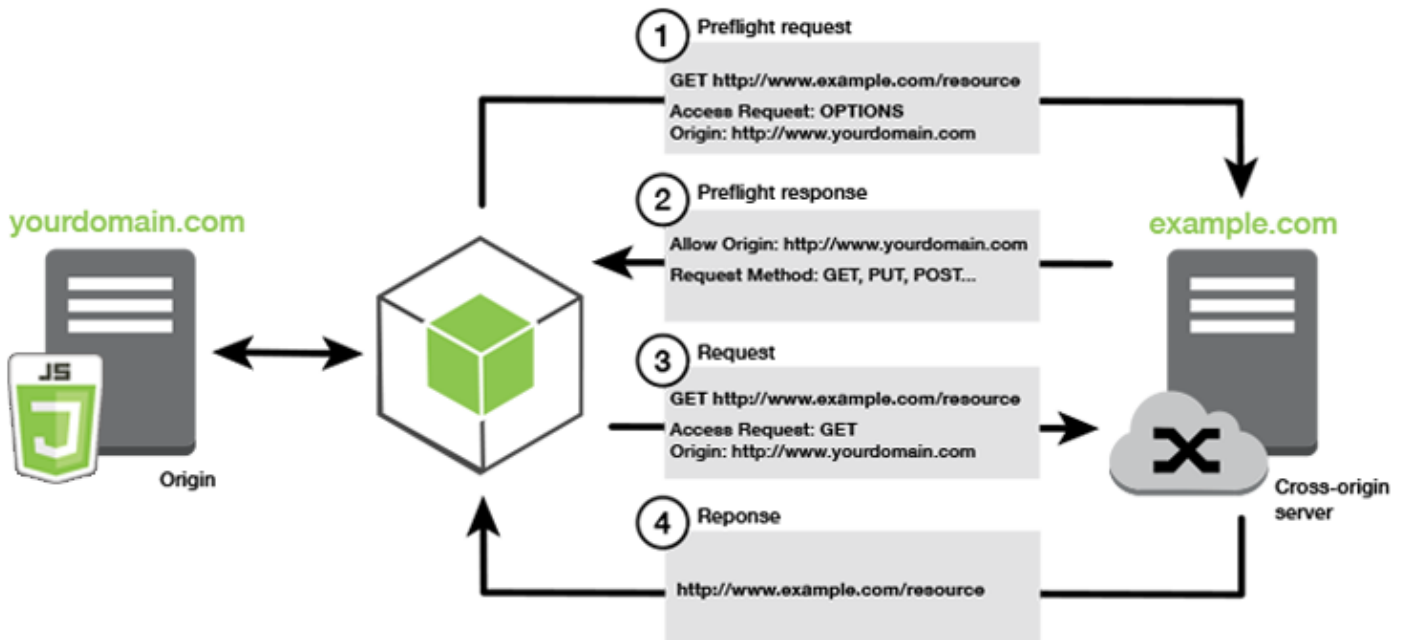 1
Preflight request
GET http://www.example.com/resource
Access Request: OPTIONS
Origin: http://www.yourdomain.com
2
Preflight response
Allow Origin: http://www.yourdomain.com
Request Method: GET, PUT, POST...
yourdomain.com
example.com
3
Request
GET http://www.example.com/resource
Access Request: GET
Origin: http://www.yourdomain.com
JS
J
Origin
Cross-origin
server
4
Reponse
http://www.example.com/resource